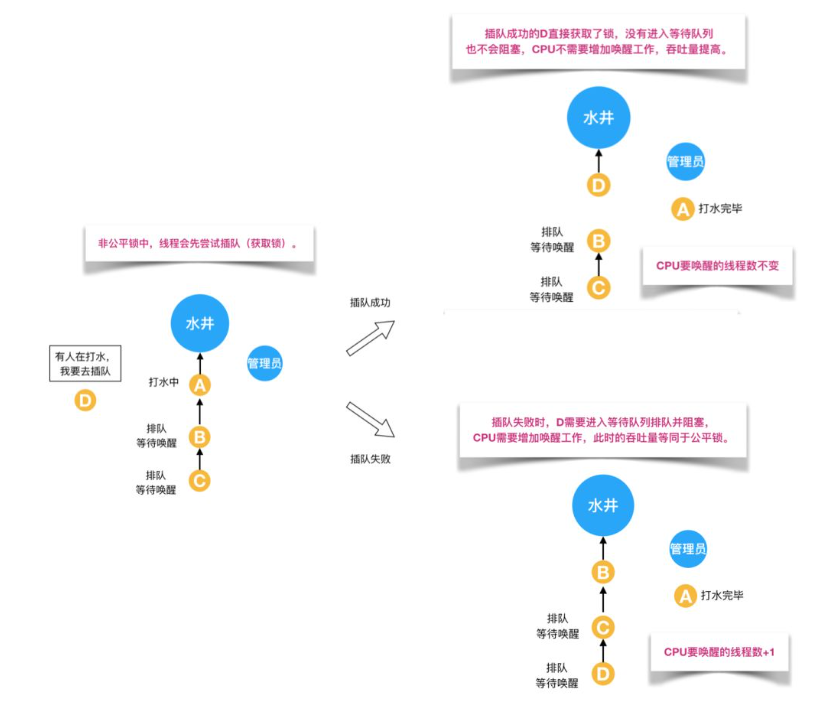 非公平锁中，线程会先尝试插队（获取锁）。
水井
有人在打水，
我要去插队
管理员
D
打水中
A
排队
等待唤醒
B
排队
等待唤醒
C
插队成功
插队失败
插队成功的D直接获取了锁，没有进入等待队列
也不会阻塞，CPU不需要增加唤醒工作，吞吐量提高。
水井
管理员
D
A
打水完毕
排队
等待唤醒
B
CPU要唤醒的线程数不变
排队
等待唤醒
C
插队失败时，D需要进入等待队列排队并阻塞，
CPU需要增加唤醒工作，此时的吞吐量等同于公平锁。
水井
管理员
B
A
打水完毕
排队
等待唤醒
C
CPU要唤醒的线程数+1
排队
等待唤醒
D